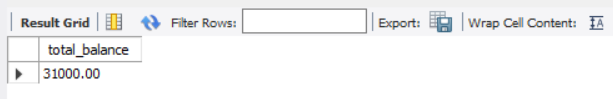 Result Grid Filter Rows: Export: Wrap Cell Content:
total_balance
31000.00